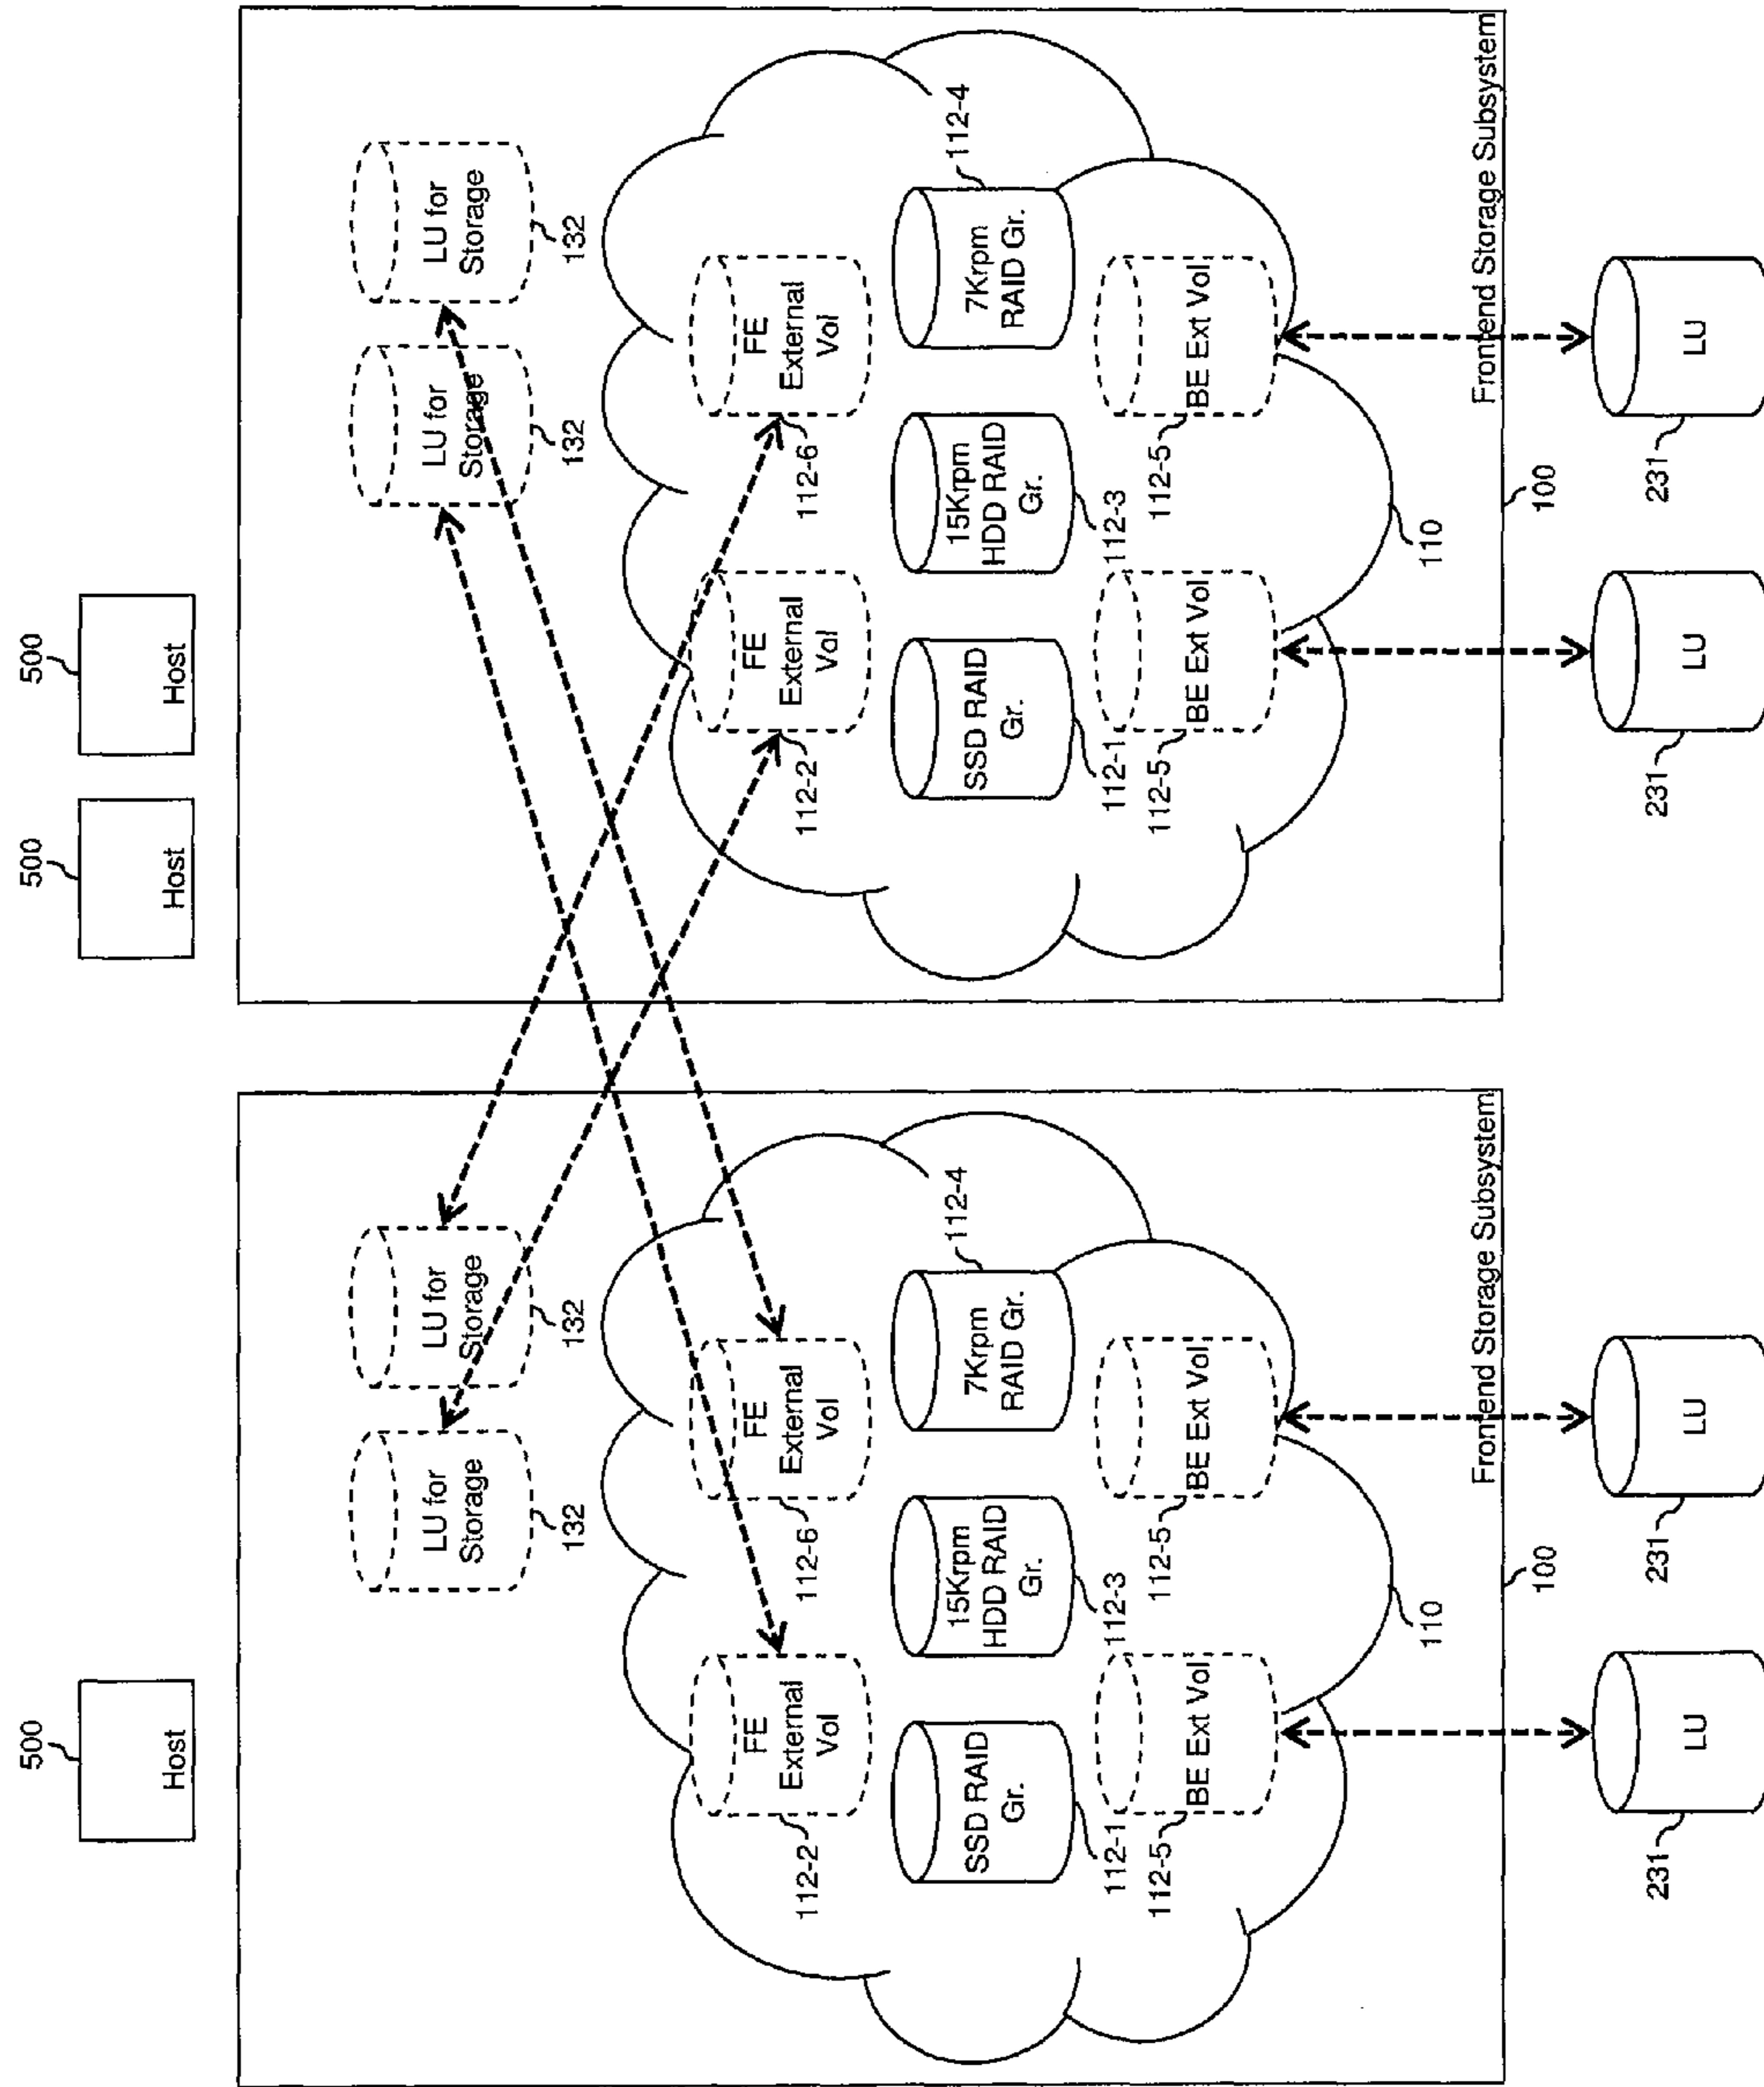 500
Host
LU for
Storage
132
LU for
Storage
132
FE
External
Vol
112-2
FE
External
Vol
112-6
SSD RAID
Gr.
112-1
15Krpm
HDD RAID
Gr.
112-3
7Krpm
RAID Gr.
112-4
BE Ext Vol
112-5
BE Ext Vol
112-5
110
Frontend Storage Subsystem
100
LU
231
LU
231
500
Host
500
Host
LU for
Storage
132
LU for
Storage
132
FE
External
Vol
112-2
FE
External
Vol
112-6
SSD RAID
Gr.
112-1
15Krpm
HDD RAID
Gr.
112-3
7Krpm
RAID Gr.
112-4
BE Ext Vol
112-5
BE Ext Vol
112-5
110
Frontend Storage Subsystem
100
LU
231
LU
231